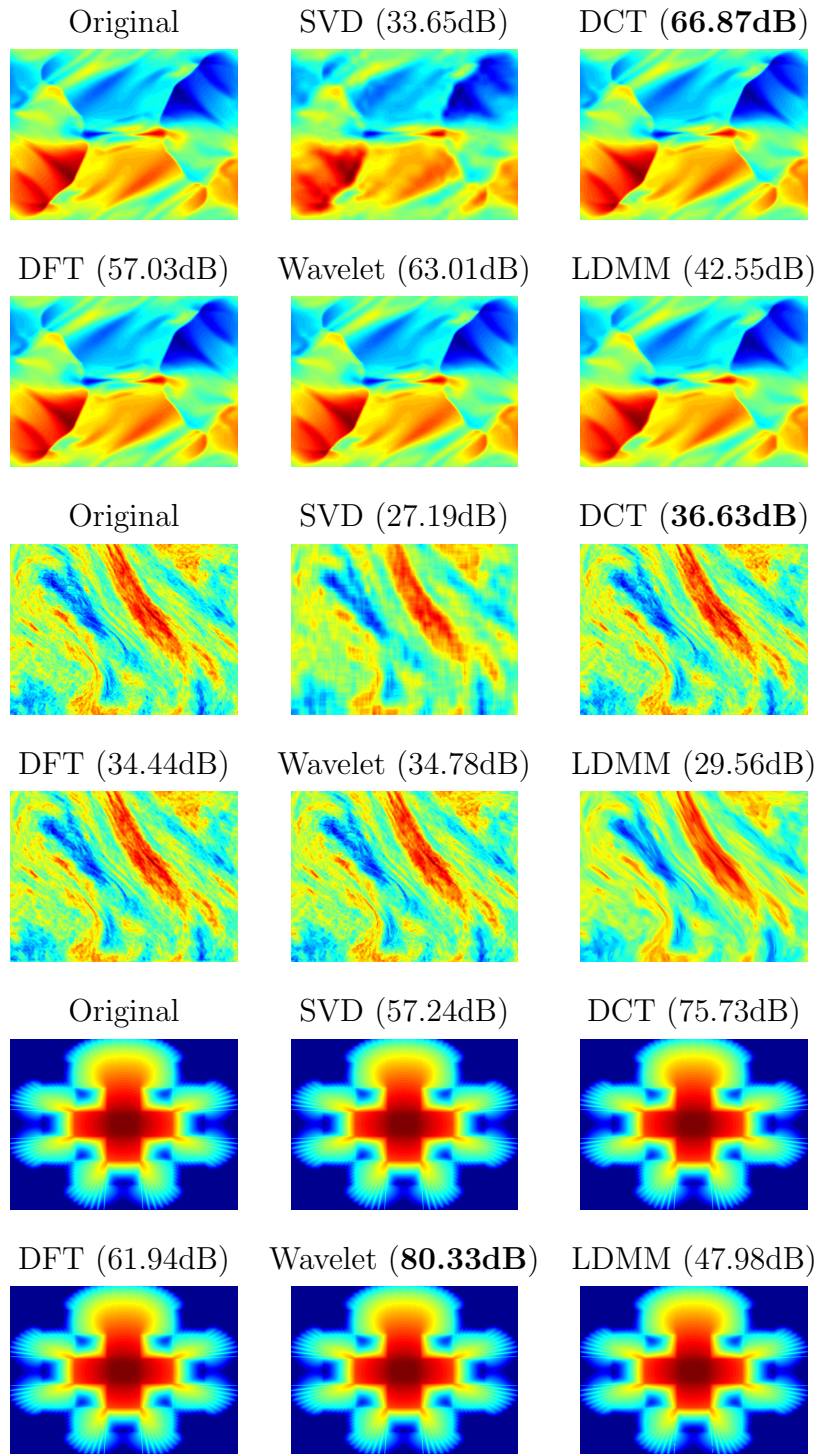 Original SVD (33.65dB) DCT (66.87dB)
DFT (57.03dB) Wavelet (63.01dB) LDMM (42.55dB)
Original SVD (27.19dB) DCT (36.63dB)
DFT (34.44dB) Wavelet (34.78dB) LDMM (29.56dB)
Original SVD (57.24dB) DCT (75.73dB)
DFT (61.94dB) Wavelet (80.33dB) LDMM (47.98dB)